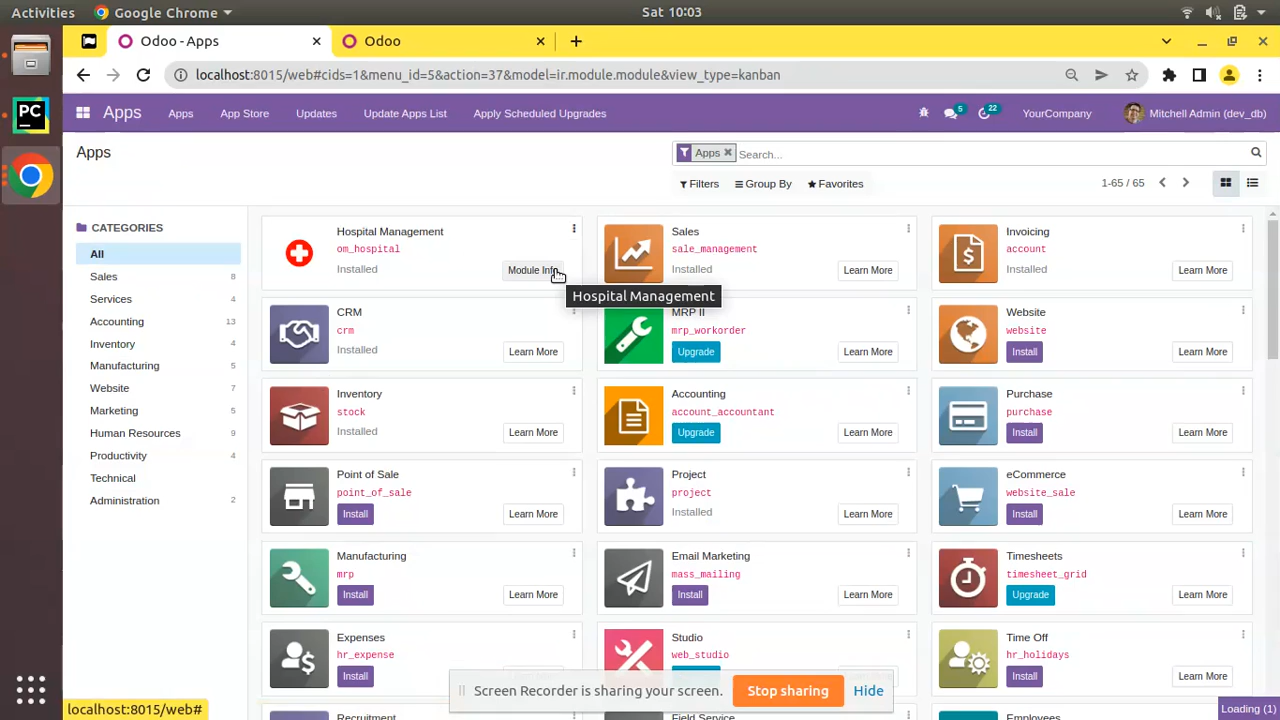 Activities
Google Chrome
Sat 10:03
Odoo - Apps
Odoo
localhost:8015/web#cids=1&menu_id=5&action=37&model=ir.module.module&view_type=kanban
Apps
Apps
App Store
Updates
Update Apps List
Apply Scheduled Upgrades
5
22
YourCompany
Mitchell Admin (dev_db)
Apps
Apps
Search...
Filters
Group By
Favorites
1-65 / 65
CATEGORIES
All
Sales 8
Services 4
Accounting 13
Inventory 4
Manufacturing 5
Website 7
Marketing 5
Human Resources 9
Productivity 4
Technical
Administration 2
Hospital Management
om_hospital
Installed
Module Info
Hospital Management
Sales
sale_management
Installed
Learn More
Invoicing
account
Installed
Learn More
CRM
crm
Installed
Learn More
MRP II
mrp_workorder
Upgrade
Learn More
Website
website
Install
Learn More
Inventory
stock
Installed
Learn More
Accounting
account_accountant
Upgrade
Learn More
Purchase
purchase
Install
Learn More
Point of Sale
point_of_sale
Install
Learn More
Project
project
Installed
Learn More
eCommerce
website_sale
Install
Learn More
Manufacturing
mrp
Install
Learn More
Email Marketing
mass_mailing
Install
Learn More
Timesheets
timesheet_grid
Upgrade
Learn More
Expenses
hr_expense
Install
Studio
web_studio
Time Off
hr_holidays
Install
Learn More
Screen Recorder is sharing your screen.
Stop sharing
Hide
Recruitment
Field Service
Employees
localhost:8015/web#
Loading (1)
PC